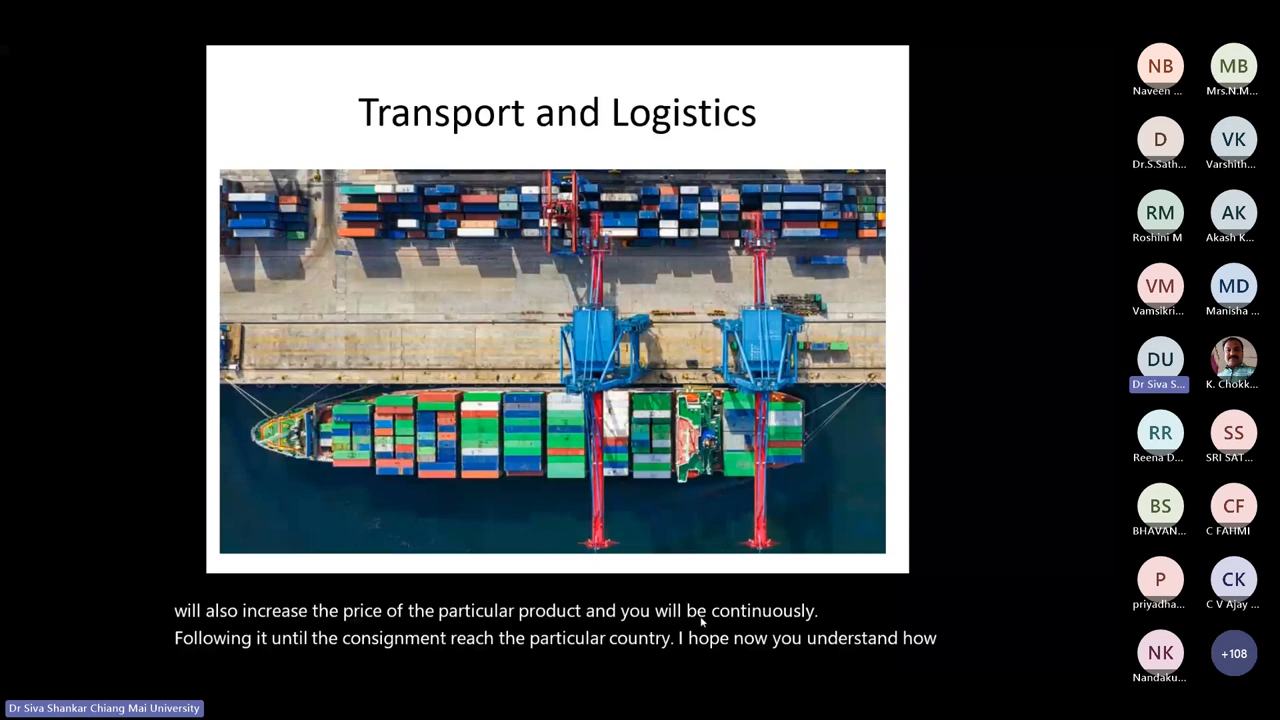 Transport and Logistics
will also increase the price of the particular product and you will be continuously.
Following it until the consignment reach the particular country. I hope now you understand how
Dr Siva Shankar Chiang Mai University
NB
Naveen ...
MB
Mrs.N.M...
D
Dr.S.Sath...
VK
Varshith...
RM
Roshini M
AK
Akash K...
VM
Vamsikri...
MD
Manisha ...
DU
Dr Siva S...
K. Chokk...
RR
Reena D...
SS
SRI SAT...
BS
BHAVAN...
CF
C FAHMI
P
priyadha...
CK
C V Ajay ...
NK
Nandaku...
+108